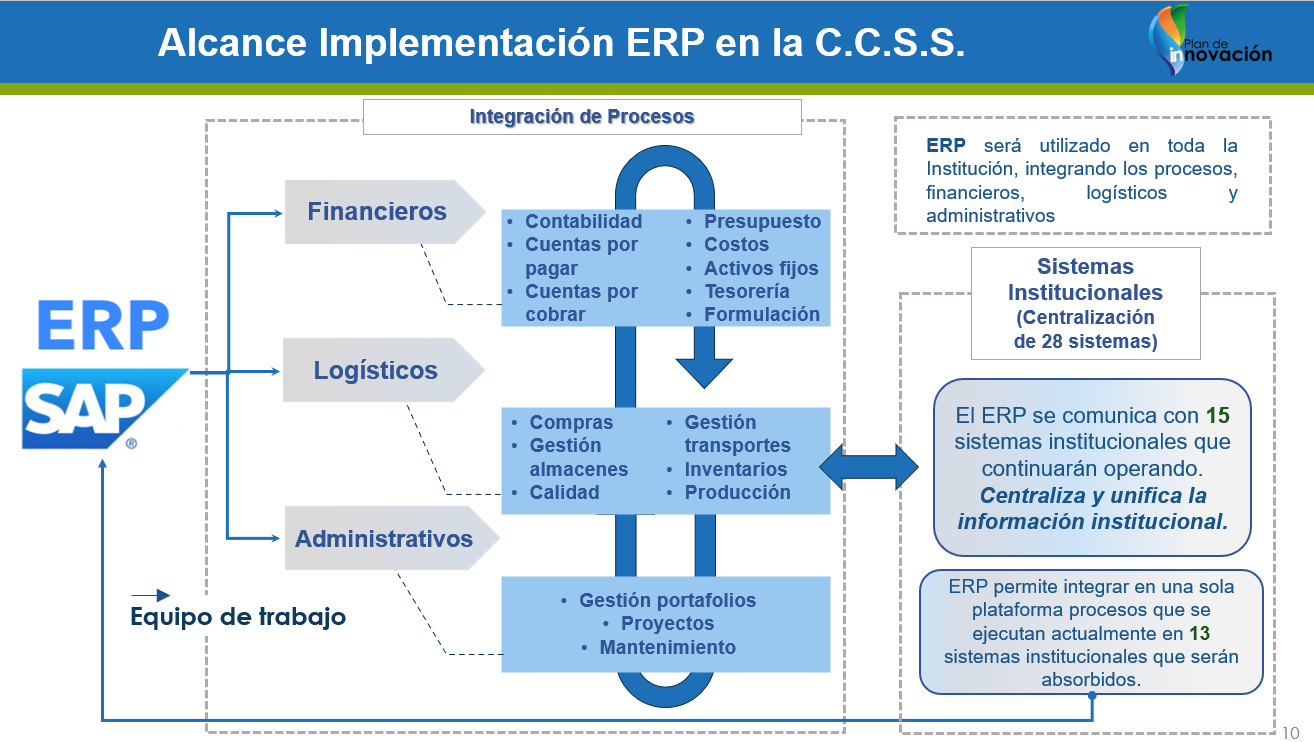 Alcance Implementación ERP en la C.C.S.S.
Plan de
innovación
Integración de Procesos
ERP será utilizado en toda la
Institución, integrando los procesos,
financieros, logísticos y
administrativos
Financieros
• Contabilidad
• Cuentas por
pagar
• Cuentas por
cobrar
• Presupuesto
• Costos
• Activos fijos
• Tesorería
• Formulación
Sistemas
Institucionales
(Centralización
de 28 sistemas)
ERP
SAP®
Logísticos
• Compras
• Gestión
almacenes
• Calidad
• Gestión
transportes
• Inventarios
• Producción
El ERP se comunica con 15
sistemas institucionales que
continuarán operando.
Centraliza y unifica la
información institucional.
Administrativos
• Gestión portafolios
• Proyectos
• Mantenimiento
ERP permite integrar en una sola
plataforma procesos que se
ejecutan actualmente en 13
sistemas institucionales que serán
absorbidos.
Equipo de trabajo
10